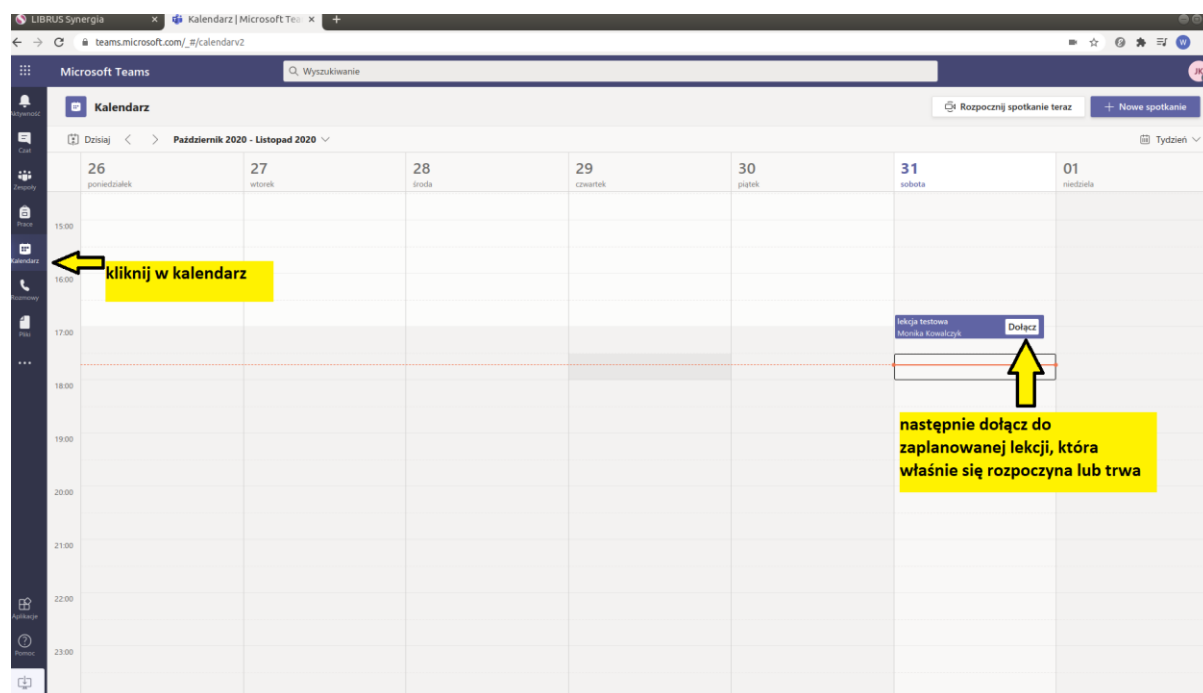 LIBRUS Synergia
Kalendarz | Microsoft Tea
teams.microsoft.com/_#/calendarv2
W
Microsoft Teams
Wyszukiwanie
JK
Kalendarz
Rozpocznij spotkanie teraz
+ Nowe spotkanie
Dzisiaj
Październik 2020 - Listopad 2020
Tydzień
26
poniedziałek
27
wtorek
28
środa
29
czwartek
30
piątek
31
sobota
01
niedziela
Aktywność
Czat
Zespoły
Praca
Kalendarz
Rozmowy
Pliki
Aplikacje
Pomoc
15:00
16:00
17:00
18:00
19:00
20:00
21:00
22:00
23:00
kliknij w kalendarz
lekcja testowa
Monika Kowalczyk
Dołącz
następnie dołącz do
zaplanowanej lekcji, która
właśnie się rozpoczyna lub trwa